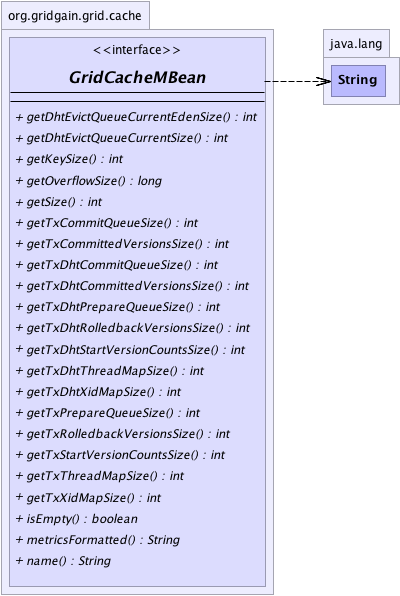 org.gridgain.grid.cache
<<interface>>
GridCacheMBean
+ getDhtEvictQueueCurrentEdenSize() : int
+ getDhtEvictQueueCurrentSize() : int
+ getKeySize() : int
+ getOverflowSize() : long
+ getSize() : int
+ getTxCommitQueueSize() : int
+ getTxCommittedVersionsSize() : int
+ getTxDhtCommitQueueSize() : int
+ getTxDhtCommittedVersionsSize() : int
+ getTxDhtPrepareQueueSize() : int
+ getTxDhtRolledbackVersionsSize() : int
+ getTxDhtStartVersionCountsSize() : int
+ getTxDhtThreadMapSize() : int
+ getTxDhtXidMapSize() : int
+ getTxPrepareQueueSize() : int
+ getTxRolledbackVersionsSize() : int
+ getTxStartVersionCountsSize() : int
+ getTxThreadMapSize() : int
+ getTxXidMapSize() : int
+ isEmpty() : boolean
+ metricsFormatted() : String
+ name() : String
java.lang
String